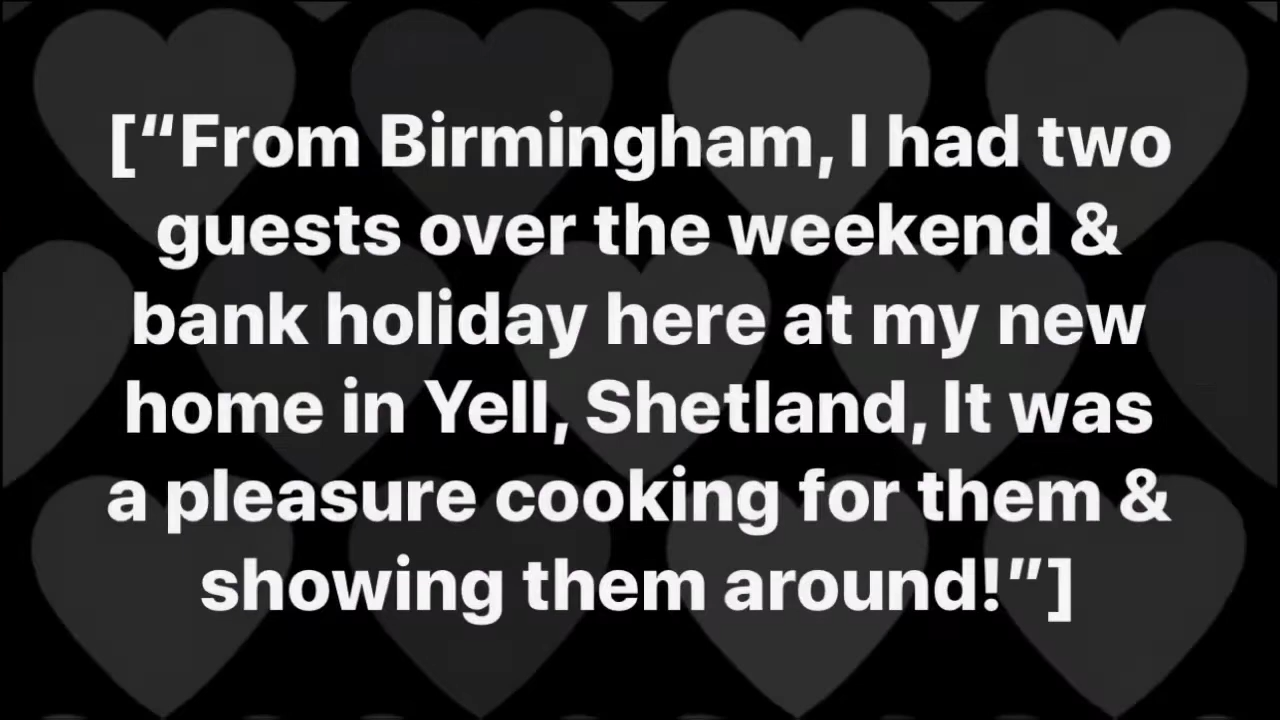 [“From Birmingham, I had two
guests over the weekend &
bank holiday here at my new
home in Yell, Shetland, It was
a pleasure cooking for them &
showing them around!”]